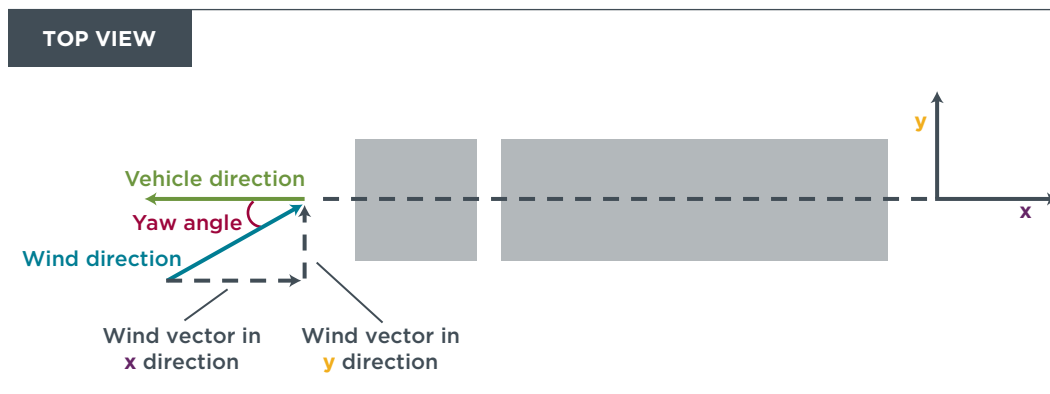 TOP VIEW
y
Vehicle direction
x
Yaw angle
Wind direction
Wind vector in
x direction
Wind vector in
y direction